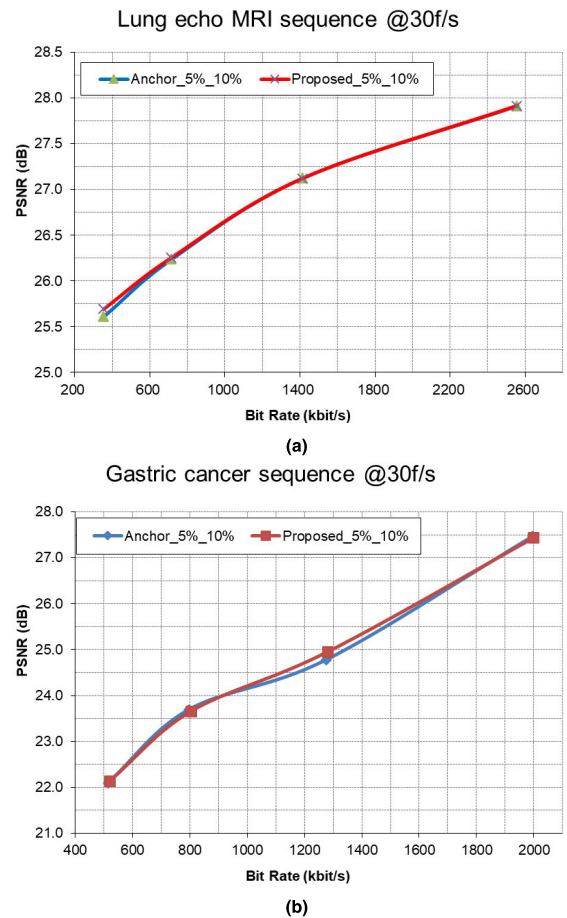 Lung echo MRI sequence @30f/s
28.5
28.0
27.5
27.0
26.5
26.0
25.5
25.0
PSNR (dB)
Anchor_5%_10% Proposed_5%_10%
200 600 1000 1400 1800 2200 2600
Bit Rate (kbit/s)
(a)
Gastric cancer sequence @30f/s
28.0
27.0
26.0
25.0
24.0
23.0
22.0
21.0
PSNR (dB)
Anchor_5%_10% Proposed_5%_10%
400 600 800 1000 1200 1400 1600 1800 2000
Bit Rate (kbit/s)
(b)